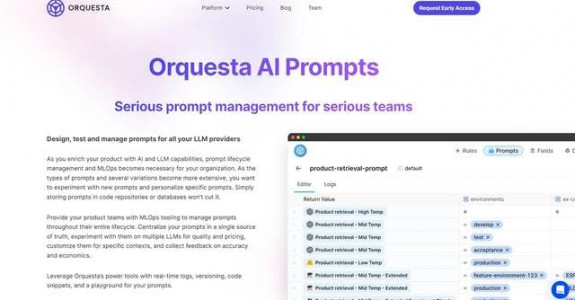 ORQUESTA
Platform
Pricing
Blog
Team
Request Early Access
Orquesta AI Prompts
Serious prompt management for serious teams
Design, test and manage prompts for all your LLM providers
As you enrich your product with AI and LLM capabilities, prompt lifecycle
management and MLOps becomes necessary for your organization. As the
types of prompts and several variations become more extensive, you want
to experiment with new prompts and personalize specific prompts. Simply
storing prompts in code repositories or databases won't cut it.
Provide your product teams with MLOps tooling to manage prompts
throughout their entire lifecycle. Centralize your prompts in a single source
of truth, experiment with them on multiple LLMs for quality and pricing,
customize them for specific contexts, and collect feedback on accuracy
and economics.
Leverage Orquesta's power tools with real-time logs, versioning, code
snippets, and a playground for your prompts.
Rules
Prompts
Fields
D
product-retrieval-prompt
default
Editor
Logs
Return Value
environments
ex-c
Product retrieval - High Temp
+
+
Product retrieval - Mid Temp
develop ×
Product retrieval - Mid Temp
test ×
Product retrieval - Mid Temp
acceptance ×
+
Product retrieval - Low Temp
production ×
+
Product retrieval - Mid Temp - Extended
feature-environment-123 ×
ESF
Product retrieval - Mid Temp - Extended
production ×
Product retrieval - Mid Temp - Extended
production ×